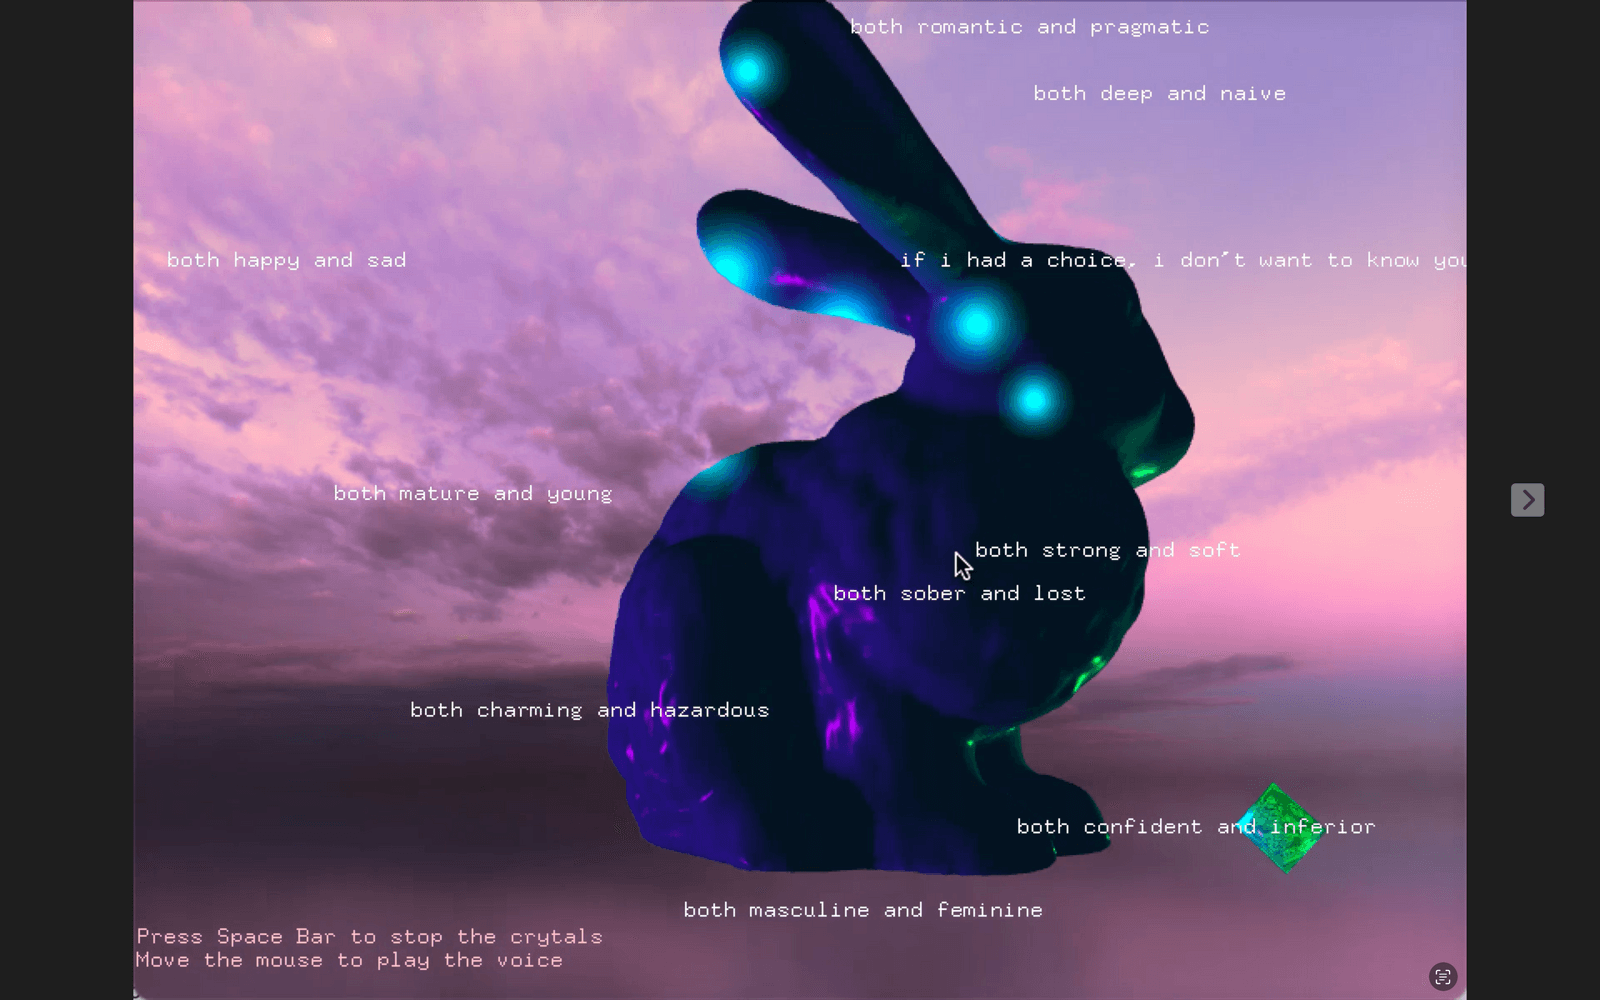 both romantic and pragmatic
both deep and naive
both happy and sad
if i had a choice, i don't want to know
both mature and young
both strong and soft
both sober and lost
both charming and hazardous
both confident and inferior
both masculine and feminine
Press Space Bar to stop the crytals
Move the mouse to play the voice